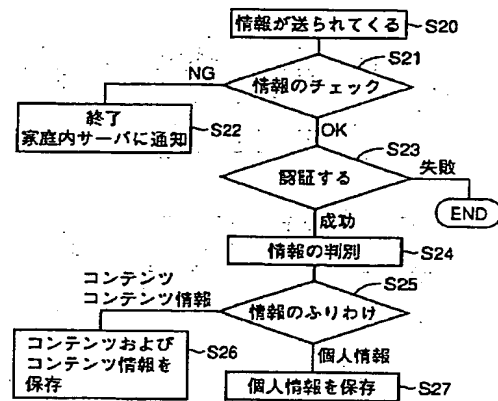 情報が送られてくる
S20
S21
情報のチェック
NG
終了
家庭内サーバに通知
S22
OK
S23
認証する
失敗
END
成功
情報の判別
S24
S25
情報のふりわけ
コンテンツ
コンテンツ情報
コンテンツおよび
コンテンツ情報を
保存
S26
個人情報
個人情報を保存
S27